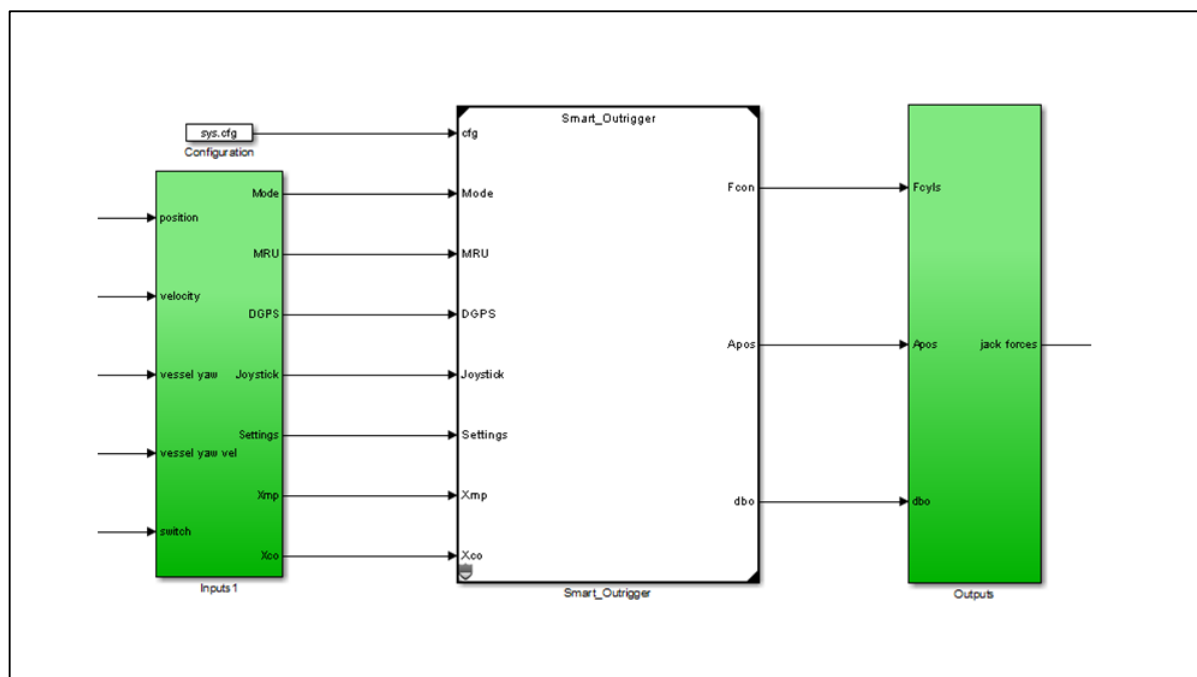 sys.cfg
Configuration
position
velocity
vessel yaw
vessel yaw vel
switch
Mode
MRU
DGPS
Joystick
Settings
Xmp
Xco
Inputs1
Smart_Outrigger
cfg
Mode
MRU
DGPS
Joystick
Settings
Xmp
Xco
Fcon
Apos
dbo
Smart_Outrigger
Fcyls
Apos
dbo
jack forces
Outputs